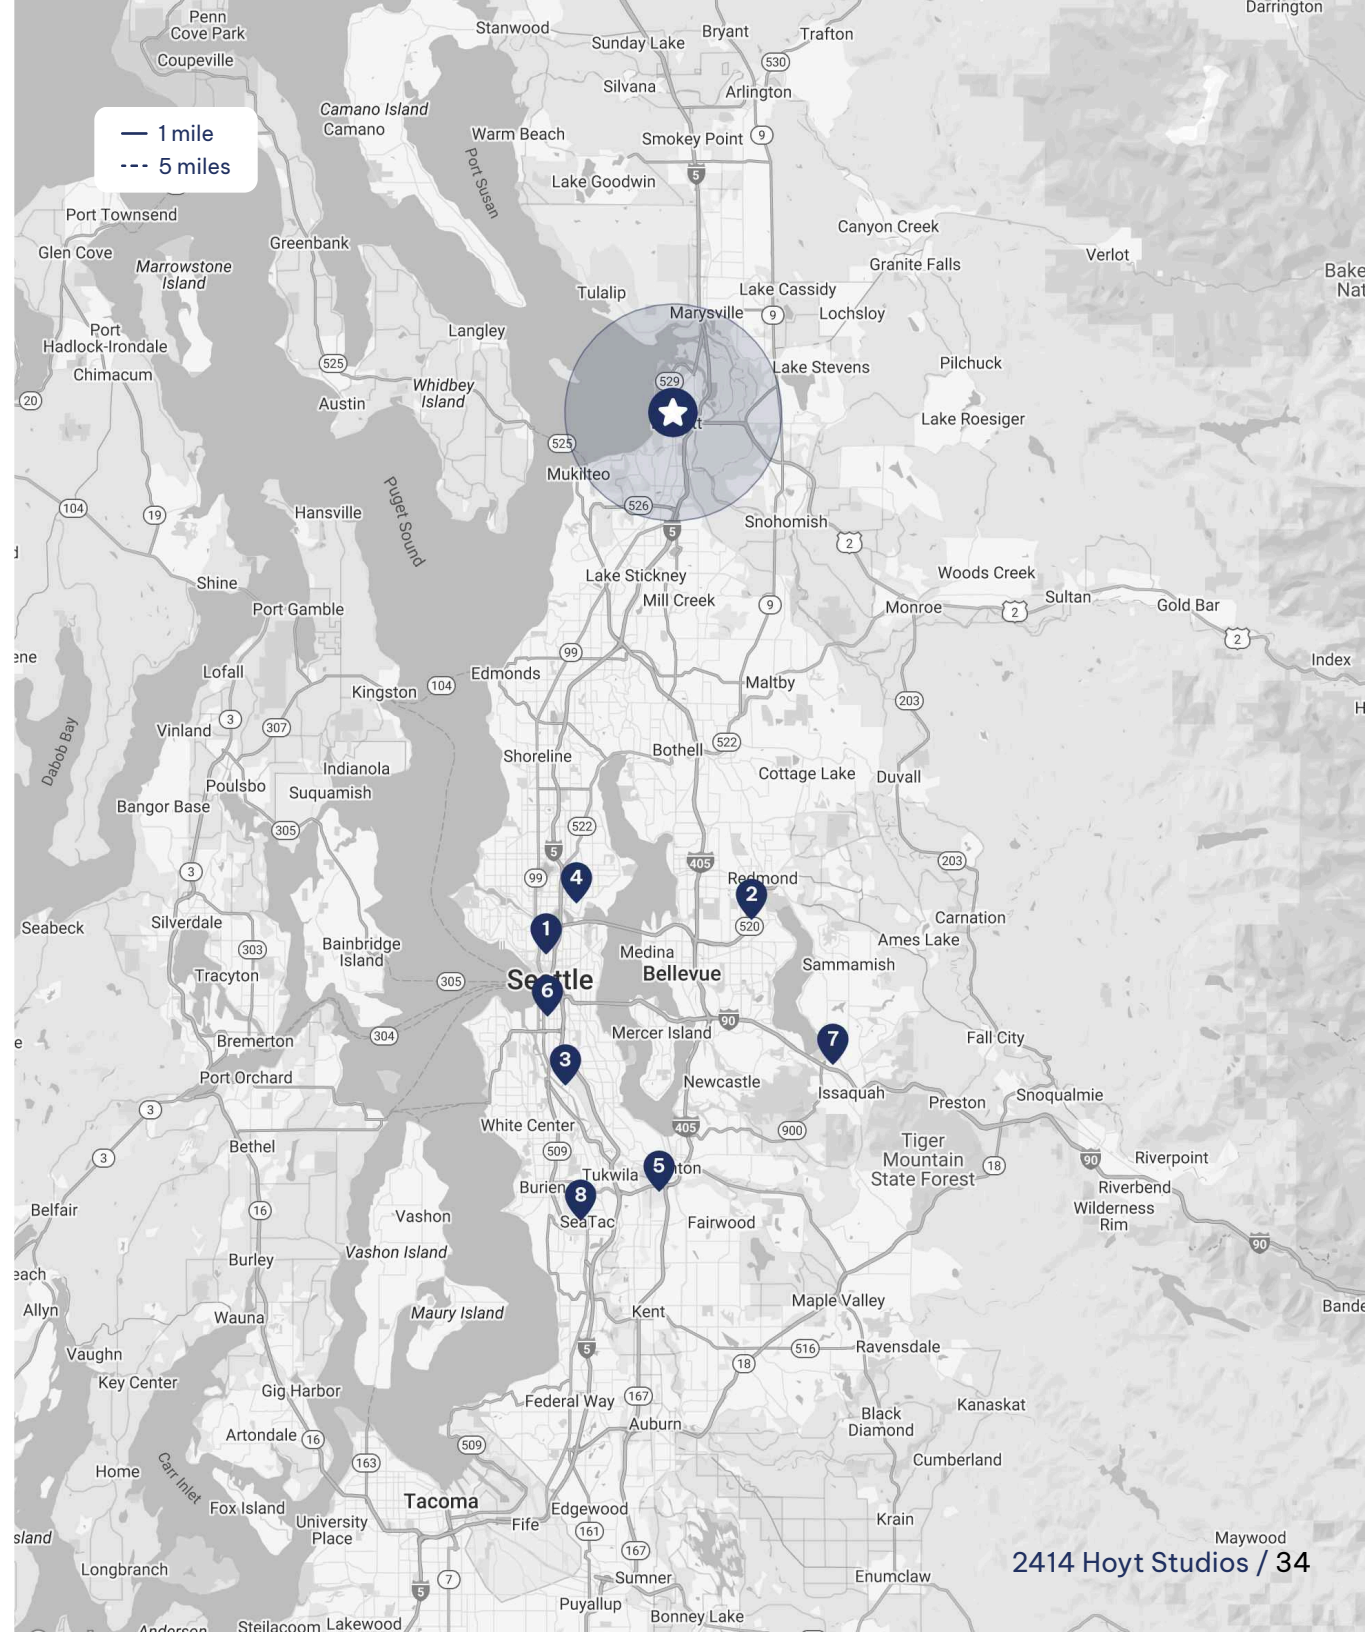 Penn
Cove Park
Coupeville
Stanwood
Sunday Lake
Bryant
Trafton
Darrington
530
Silvana
Arlington
Camano Island
Camano
Warm Beach
Smokey Point
9
1 mile
5 miles
Port Susan
Lake Goodwin
5
Port Townsend
Glen Cove
Marrowstone
Island
Greenbank
Canyon Creek
Granite Falls
Verlot
Bake
Nat
Tulalip
Lake Cassidy
Marysville
9
Lochsloy
Port
Hadlock-Irondale
Chimacum
Langley
525
Whidbey
Island
Austin
20
529
Lake Stevens
Pilchuck
Lake Roesiger
525
Mukilteo
526
5
Snohomish
2
104
19
Hansville
Puget Sound
Shine
Port Gamble
Lake Stickney
Mill Creek
9
Woods Creek
Monroe
2
Sultan
Gold Bar
2
Index
ene
Lofall
Kingston
104
Edmonds
99
Maltby
203
3
307
Vinland
Dabob Bay
Shoreline
Bothell
522
Cottage Lake
Duvall
Indianola
Poulsbo
Suquamish
Bangor Base
305
522
5
405
203
3
99
4
Redmond
2
520
Seabeck
Silverdale
303
Tracyton
Bainbridge
Island
305
1
Seattle
6
Medina
Bellevue
Carnation
Ames Lake
Sammamish
304
Bremerton
Port Orchard
Mercer Island
90
7
Fall City
3
Newcastle
Issaquah
Preston
Snoqualmie
3
3
Bethel
White Center
509
405
900
Tiger
Mountain
State Forest
18
90
Riverpoint
Riverbend
Wilderness
Rim
Tukwila
5
nton
Burien
8
SeaTac
Fairwood
Belfair
16
Vashon
Vashon Island
90
each
Burley
Allyn
Wauna
Maury Island
Kent
Maple Valley
Bande
5
516
Ravensdale
18
Vaughn
Key Center
Gig Harbor
Federal Way
167
Auburn
Black
Diamond
Kanaskat
Artondale
16
163
509
Cumberland
Home
Carr Inlet
Fox Island
University
Place
Tacoma
Fife
Edgewood
161
Krain
sland
167
Maywood
2414 Hoyt Studios / 34
Longbranch
5
7
Sumner
Enumclaw
Puyallup
Bonney Lake
Anderson
Steilacoom
Lakewood